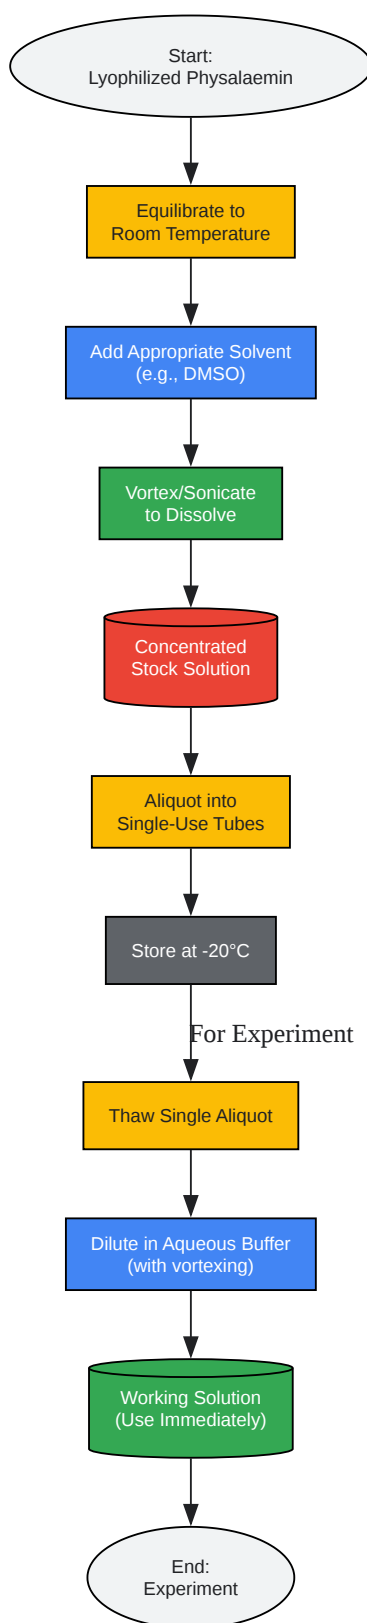 Start:
Lyophilized Physalaemin
Equilibrate to
Room Temperature
Add Appropriate Solvent
(e.g., DMSO)
Vortex/Sonicate
to Dissolve
Concentrated
Stock Solution
Aliquot into
Single-Use Tubes
Store at -20°C
For Experiment
Thaw Single Aliquot
Dilute in Aqueous Buffer
(with vortexing)
Working Solution
(Use Immediately)
End:
Experiment